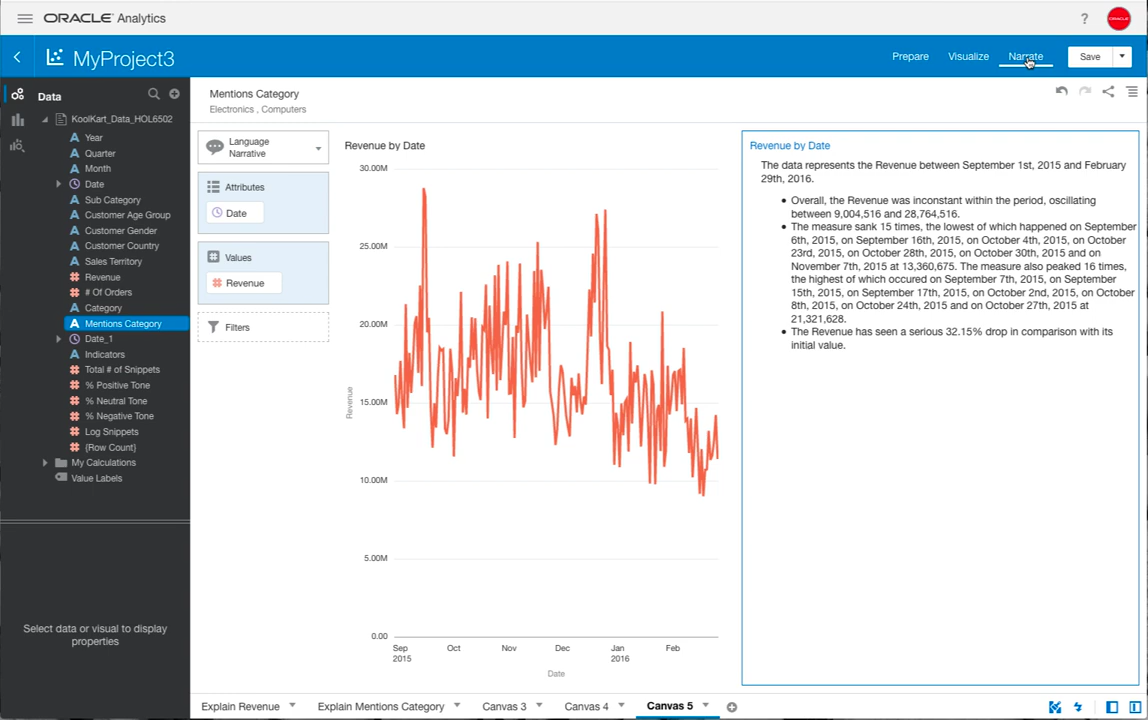 ORACLE Analytics
?
ORACLE
MyProject3
Prepare
Visualize
Narrate
Save
Data
KoolKart_Data_HOL6502
A Year
A Quarter
A Month
Date
A Sub Category
A Customer Age Group
A Customer Gender
A Customer Country
A Sales Territory
# Revenue
# # Of Orders
A Category
A Mentions Category
Date_1
A Indicators
# Total # of Snippets
# % Positive Tone
# % Neutral Tone
# % Negative Tone
# Log Snippets
# {Row Count}
My Calculations
Value Labels
Select data or visual to display
properties
Mentions Category
Electronics , Computers
Language
Narrative
Attributes
Date
# Values
# Revenue
Filters
Revenue by Date
30.00M
25.00M
20.00M
15.00M
10.00M
5.00M
0.00
Revenue
Sep
2015
Oct
Nov
Dec
Jan
2016
Feb
Date
Revenue by Date
The data represents the Revenue between September 1st, 2015 and February
29th, 2016.
• Overall, the Revenue was inconstant within the period, oscillating
between 9,004,516 and 28,764,516.
• The measure sank 15 times, the lowest of which happened on September
6th, 2015, on September 16th, 2015, on October 4th, 2015, on October
23rd, 2015, on October 28th, 2015, on October 30th, 2015 and on
November 7th, 2015 at 13,360,675. The measure also peaked 16 times,
the highest of which occured on September 7th, 2015, on September
15th, 2015, on September 17th, 2015, on October 2nd, 2015, on October
8th, 2015, on October 24th, 2015 and on October 27th, 2015 at
21,321,628.
• The Revenue has seen a serious 32.15% drop in comparison with its
initial value.
Explain Revenue
Explain Mentions Category
Canvas 3
Canvas 4
Canvas 5